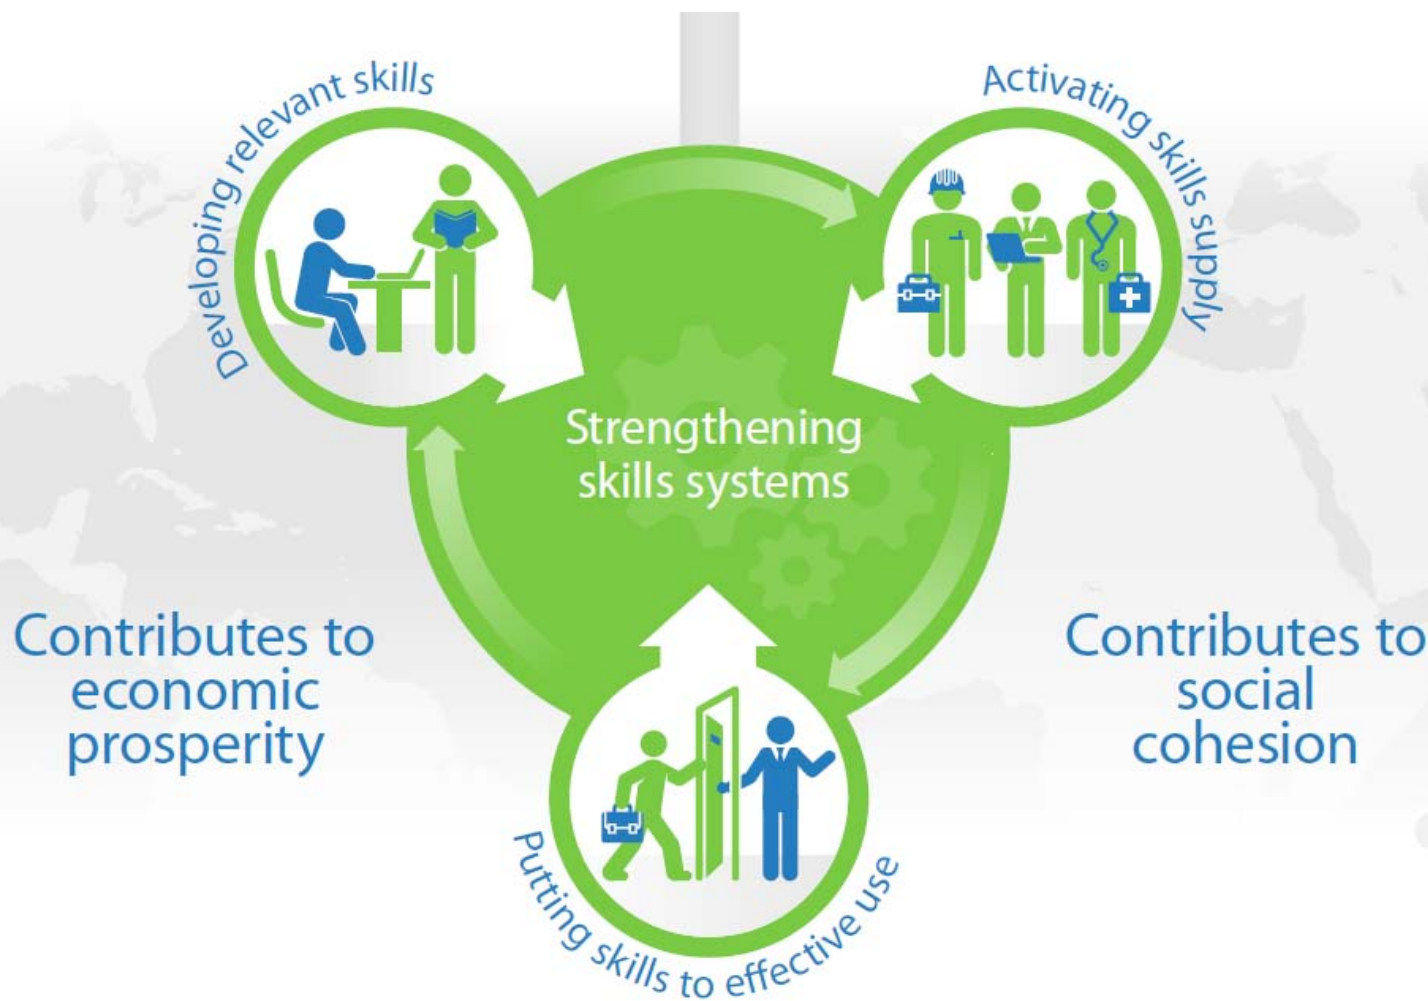 Developing relevant skills
Activating skills supply
Strengthening
skills systems
Contributes to
economic
prosperity
Contributes to
social
cohesion
Putting skills to effective use